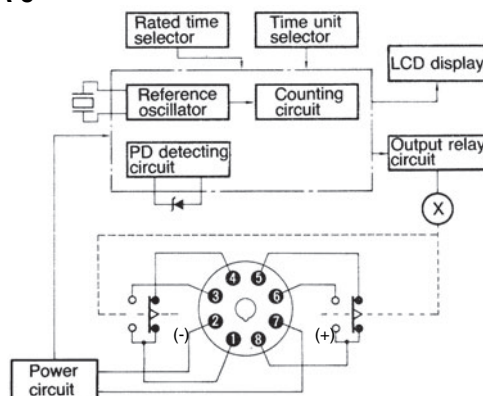 Rated time
selector
Time unit
selector
LCD display
Reference
oscillator
Counting
circuit
PD detecting
circuit
Output relay
circuit
X
4
5
3
6
2
7
1
8
(-)
(+)
Power
circuit